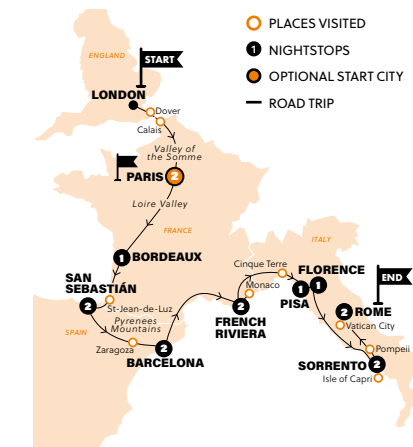 PLACES VISITED
1 NIGHTSTOPS
OPTIONAL START CITY
ROAD TRIP
ENGLAND
START
LONDON
Dover
Calais
Valley of
the Somme
PARIS 2
Loire Valley
FRANCE
1 BORDEAUX
SAN
SEBASTIÁN
2
St-Jean-de-Luz
Pyrenees
Mountains
SPAIN
Zaragoza
2
BARCELONA
Cinque Terre
Monaco
2
FRENCH
RIVIERA
ITALY
FLORENCE
1 1
PISA
END
2 ROME
Vatican City
Pompeii
SORRENTO 2
Isle of Capri